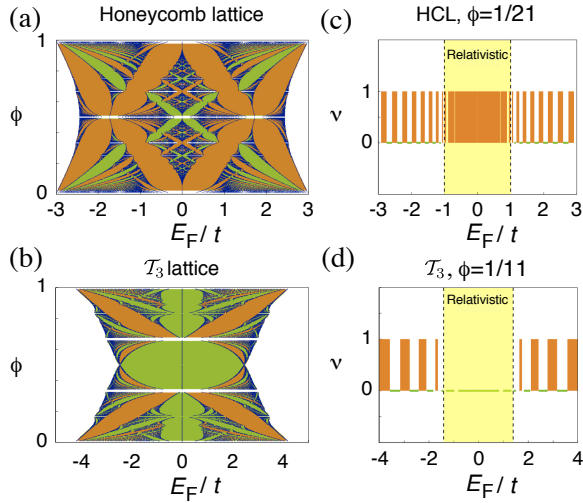 (a) Honeycomb lattice
1
ϕ
0
-3 -2 -1 0 1 2 3
E_F / t
(c) HCL, ϕ=1/21
Relativistic
1
ν
0
-3 -2 -1 0 1 2 3
E_F / t
(b) 𝒯₃ lattice
1
ϕ
0
-4 -2 0 2 4
E_F / t
(d) 𝒯₃, ϕ=1/11
Relativistic
1
ν
0
-4 -2 0 2 4
E_F / t